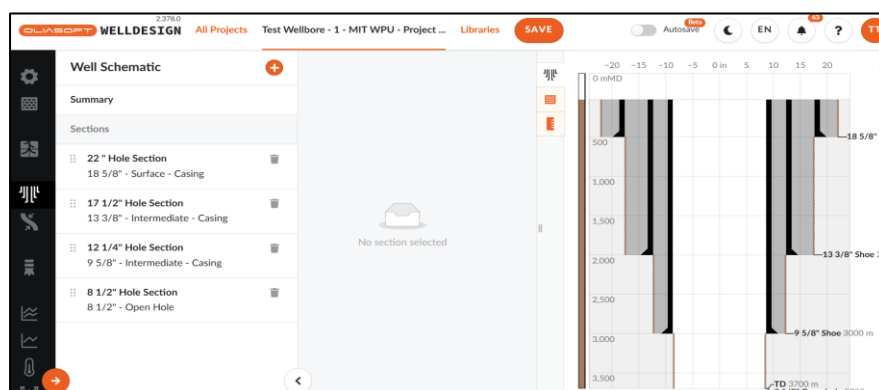 2.378.0
OLIASOFT WELLDESIGN All Projects Test Wellbore - 1 - MIT WPU - Project ... Libraries SAVE Autosave Beta EN 63 ? TT
Well Schematic
Summary
Sections
22 " Hole Section
18 5/8" - Surface - Casing
17 1/2" Hole Section
13 3/8" - Intermediate - Casing
12 1/4" Hole Section
9 5/8" - Intermediate - Casing
8 1/2" Hole Section
8 1/2" - Open Hole
No section selected
−20 −15 −10 −5 0 in 5 10 15 20
0 mMD
500
18 5/8"
1,000
1,500
2,000
13 3/8" Shoe
2,500
3,000
9 5/8" Shoe 3000 m
3,500
TD 3700 m